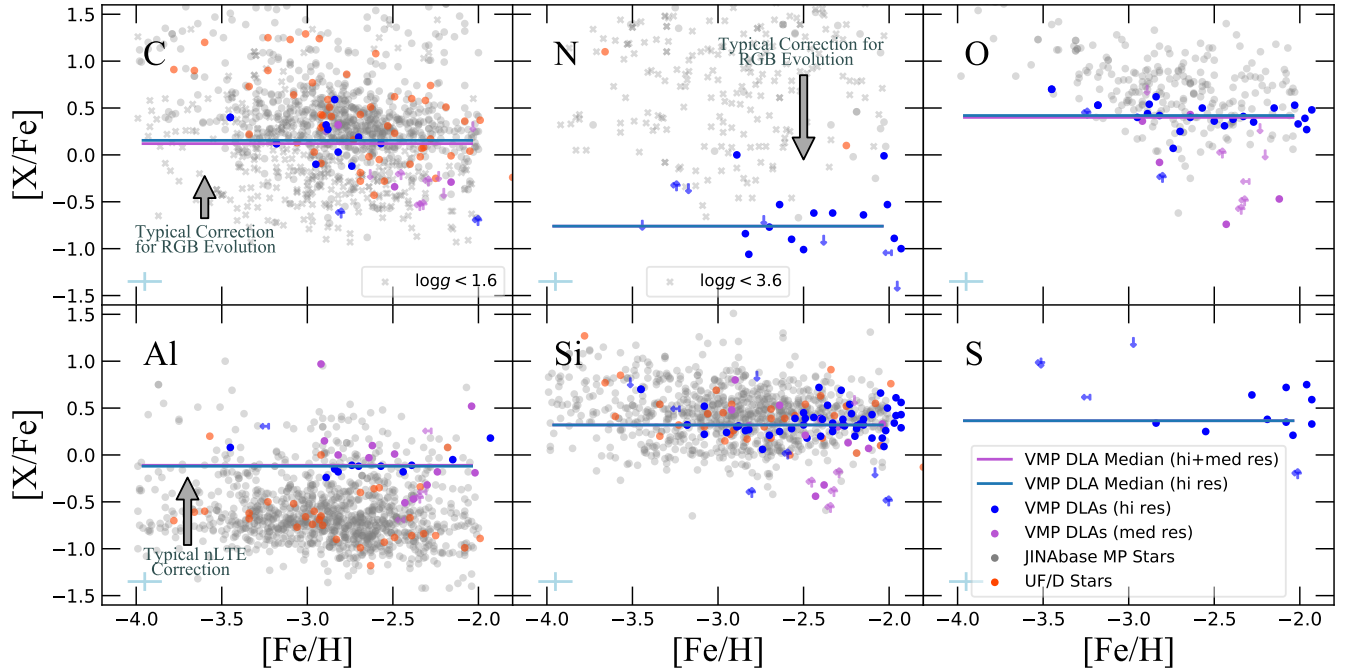 C
N
O
Typical Correction for
RGB Evolution
Typical Correction
for RGB Evolution
log g < 1.6
log g < 3.6
[X/Fe]
1.5
1.0
0.5
0.0
−0.5
−1.0
−1.5
Al
Si
S
Typical nLTE
Correction
[X/Fe]
1.5
1.0
0.5
0.0
−0.5
−1.0
−1.5
VMP DLA Median (hi+med res)
VMP DLA Median (hi res)
VMP DLAs (hi res)
VMP DLAs (med res)
JINAbase MP Stars
UF/D Stars
−4.0 −3.5 −3.0 −2.5 −2.0
−4.0 −3.5 −3.0 −2.5 −2.0
−4.0 −3.5 −3.0 −2.5 −2.0
[Fe/H]
[Fe/H]
[Fe/H]